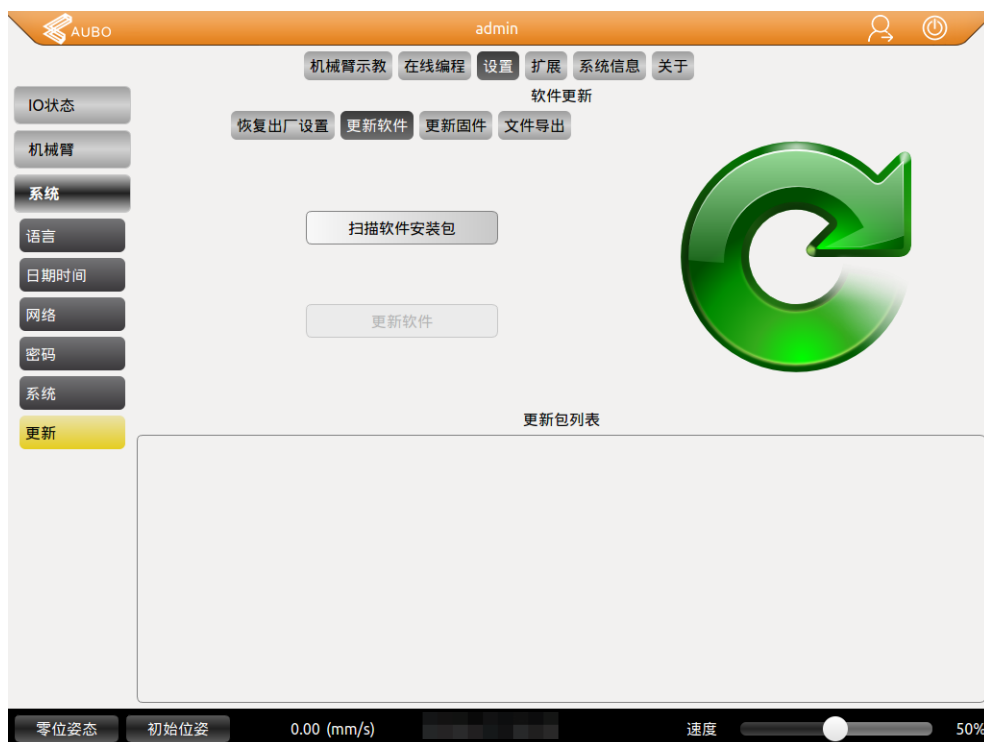 AUBO admin
机械臂示教 在线编程 设置 扩展 系统信息 关于
软件更新
IO状态
恢复出厂设置 更新软件 更新固件 文件导出
机械臂
系统
扫描软件安装包
语言
日期时间
网络
更新软件
密码
系统
更新包列表
更新
零位姿态 初始位姿 0.00 (mm/s) 速度 50%